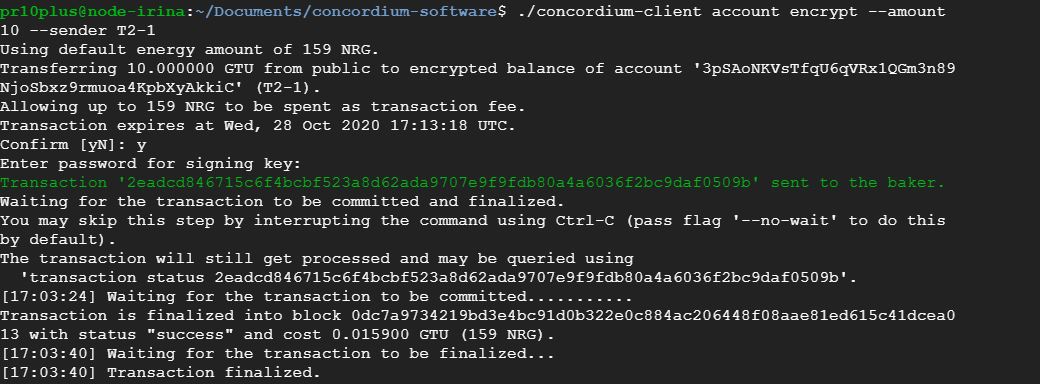 pr10plus@node-irina:~/Documents/concordium-software$ ./concordium-client account encrypt --amount
10 --sender T2-1
Using default energy amount of 159 NRG.
Transferring 10.000000 GTU from public to encrypted balance of account '3pSAoNKVsTfqU6qVRx1QGm3n89
NjoSbxz9rmuoa4KpbXyAkkiC' (T2-1).
Allowing up to 159 NRG to be spent as transaction fee.
Transaction expires at Wed, 28 Oct 2020 17:13:18 UTC.
Confirm [yN]: y
Enter password for signing key:
Transaction '2eadcd846715c6f4bcbf523a8d62ada9707e9f9fdb80a4a6036f2bc9daf0509b' sent to the baker.
Waiting for the transaction to be committed and finalized.
You may skip this step by interrupting the command using Ctrl-C (pass flag '--no-wait' to do this
by default).
The transaction will still get processed and may be queried using
  'transaction status 2eadcd846715c6f4bcbf523a8d62ada9707e9f9fdb80a4a6036f2bc9daf0509b'.
[17:03:24] Waiting for the transaction to be committed...........
Transaction is finalized into block 0dc7a9734219bd3e4bc91d0b322e0c884ac206448f08aae81ed615c41dcea0
13 with status "success" and cost 0.015900 GTU (159 NRG).
[17:03:40] Waiting for the transaction to be finalized...
[17:03:40] Transaction finalized.